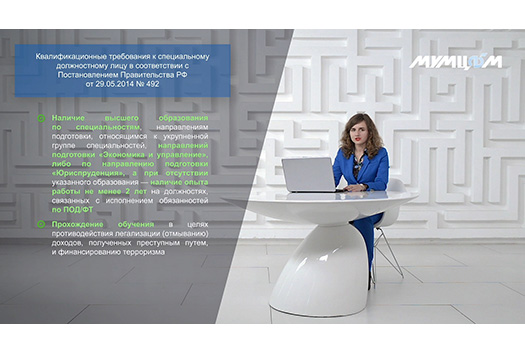 Квалификационные требования к специальному
должностному лицу в соответствии с
Постановлением Правительства РФ
от 29.05.2014 № 492
МУМЦФМ
Наличие высшего образования
по специальностям, направлениям
подготовки, относящимся к укрупненной
группе специальностей, направлений
подготовки «Экономика и управление»,
либо по направлению подготовки
«Юриспруденция», а при отсутствии
указанного образования — наличие опыта
работы не менее 2 лет на должностях,
связанных с исполнением обязанностей
по ПОД/ФТ
Прохождение обучения в целях
противодействия легализации (отмыванию)
доходов, полученных преступным путем,
и финансированию терроризма